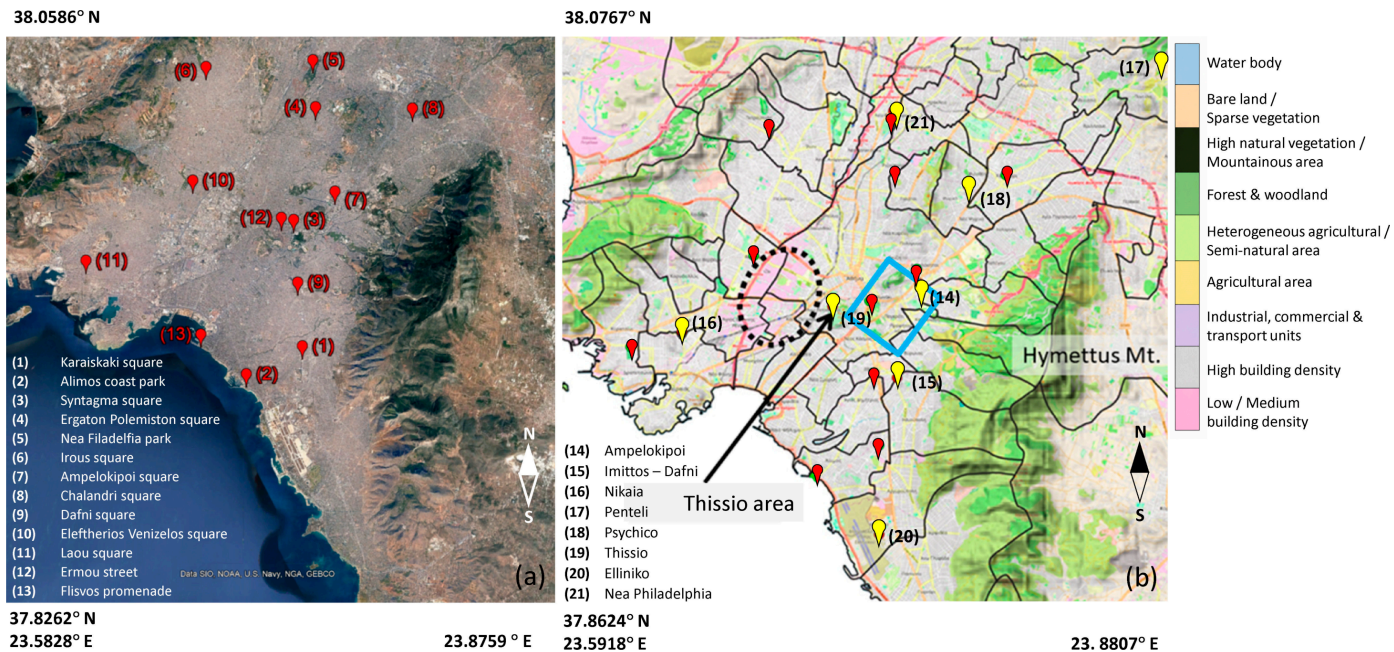 38.0586° N
38.0767° N
(5)
(6)
(4)
(8)
(10)
(7)
(12)
(3)
(11)
(9)
(13)
(1)
(2)
(1) Karaiskaki square
(2) Alimos coast park
(3) Syntagma square
(4) Ergaton Polemiston square
(5) Nea Filadelfia park
(6) Irous square
(7) Ampelokipoi square
(8) Chalandri square
(9) Dafni square
(10) Eleftherios Venizelos square
(11) Laou square
(12) Ermou street
(13) Flisvos promenade
N
S
Data SIO, NOAA, U.S. Navy, NGA, GEBCO
(a)
37.8262° N
23.5828° E
23.8759 ° E
(17)
(21)
(18)
(14)
(19)
(16)
(15)
Hymettus Mt.
Thissio area
(20)
(14) Ampelokipoi
(15) Imittos – Dafni
(16) Nikaia
(17) Penteli
(18) Psychico
(19) Thissio
(20) Elliniko
(21) Nea Philadelphia
N
S
(b)
37.8624° N
23.5918° E
23. 8807° E
Water body
Bare land /
Sparse vegetation
High natural vegetation /
Mountainous area
Forest & woodland
Heterogeneous agricultural /
Semi-natural area
Agricultural area
Industrial, commercial &
transport units
High building density
Low / Medium
building density